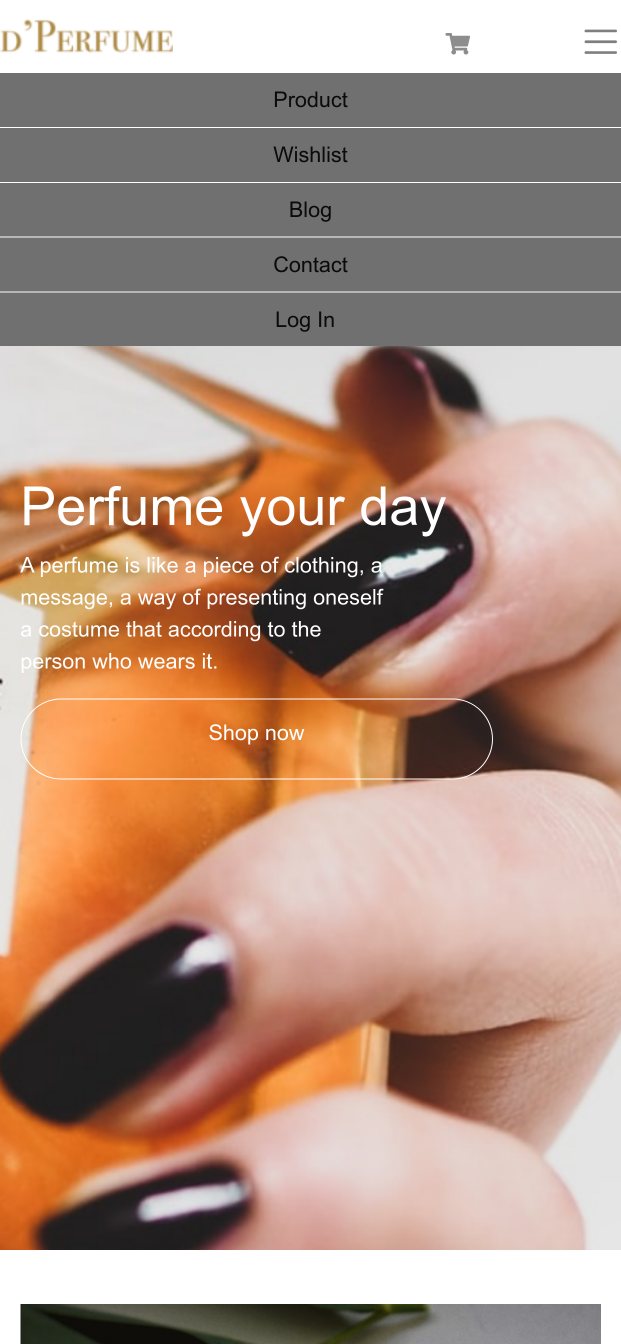 D'PERFUME
Product
Wishlist
Blog
Contact
Log In
Perfume your day
A perfume is like a piece of clothing, a
message, a way of presenting oneself
a costume that according to the
person who wears it.
Shop now